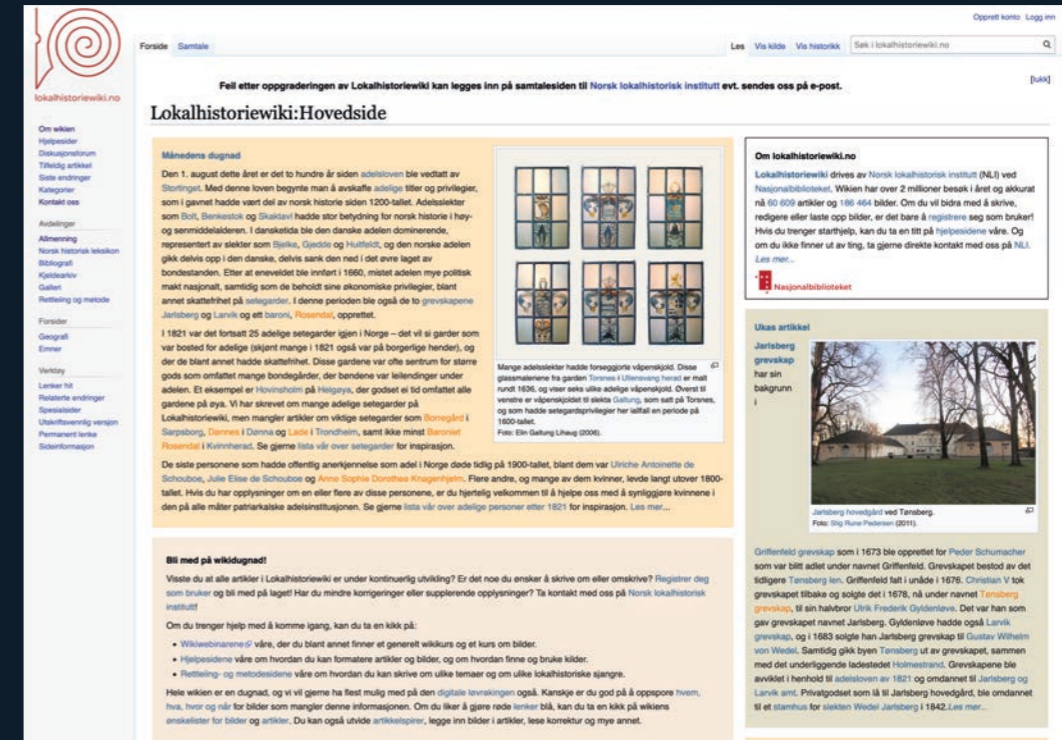 Opprett konto Logg inn
lokalhistoriewiki.no
Forside Samtale
Les Vis kilde Vis historikk Søk i lokalhistoriewiki.no
Feil etter oppgraderingen av Lokalhistoriewiki kan legges inn på samtalesiden til Norsk lokalhistorisk institutt evt. sendes oss på e-post.
[lukk]
Lokalhistoriewiki:Hovedside
Om wikien
Hjelpesider
Diskusjonsforum
Tilfeldig artikkel
Siste endringer
Kategorier
Kontakt oss
Avdelinger
Allmenning
Norsk historisk leksikon
Bibliografi
Kjeldearkiv
Galleri
Rettleiing og metode
Forsider
Geografi
Emner
Verktøy
Lenker hit
Relaterte endringer
Spesialsider
Utskriftsvennlig versjon
Permanent lenke
Sideinformasjon
Månedens dugnad
Den 1. august dette året er det to hundre år siden adelsloven ble vedtatt av
Stortinget. Med denne loven begynte man å avskaffe adelige titler og privilegier,
som i gavnet hadde vært del av norsk historie siden 1200-tallet. Adelsslekter
som Bolt, Benkestok og Skaktavl hadde stor betydning for norsk historie i høy-
og senmiddelalderen. I dansketida ble den danske adelen dominerende,
representert av slekter som Bjelke, Gjedde og Huitfeldt, og den norske adelen
gikk delvis opp i den danske, delvis sank den ned i det øvre laget av
bondestanden. Etter at eneveldet ble innført i 1660, mistet adelen mye politisk
makt nasjonalt, samtidig som de beholdt sine økonomiske privilegier, blant
annet skattefrihet på setegarder. I denne perioden ble også de to grevskapene
Jarlsberg og Larvik og ett baroni, Rosendal, opprettet.
I 1821 var det fortsatt 25 adelige setegarder igjen i Norge – det vil si garder som
var bosted for adelige (skjønt mange i 1821 også var på borgerlige hender), og
der de blant annet hadde skattefrihet. Disse gardene var ofte sentrum for større
gods som omfattet mange bondegårder, der bøndene var leilendinger under
adelen. Et eksempel er Hovinsholm på Helgøya, der godset ei tid omfattet alle
gardene på øya. Vi har skrevet om mange adelige setegarder på
Lokalhistoriewiki, men mangler artikler om viktige setegarder som Borregård i
Sarpsborg, Dønnes i Dønna og Lade i Trondheim, samt ikke minst Baroniet
Rosendal i Kvinnherad. Se gjerne lista vår over setegarder for inspirasjon.
De siste personene som hadde offentlig anerkjennelse som adel i Norge døde tidlig på 1900-tallet, blant dem var Ulriche Antoinette de
Schouboe, Julie Elise de Schouboe og Anne Sophie Dorothea Knagenhjelm. Flere andre, og mange av dem kvinner, levde langt utover 1800-
tallet. Hvis du har opplysninger om en eller flere av disse personene, er du hjertelig velkommen til å hjelpe oss med å synliggjøre kvinnene i
den på alle måter patriarkalske adelsinstitusjonen. Se gjerne lista vår over adelige personer etter 1821 for inspirasjon. Les mer...
Mange adelsslekter hadde forseggjorte våpenskjold. Disse
glassmaleriene fra garden Torsnes i Ullensvang herad er malt
rundt 1636, og viser seks ulike adelige våpenskjold. Øverst til
venstre er våpenskjoldet til slekta Galtung, som satt på Torsnes,
og som hadde setegardsprivilegier her iallfall en periode på
1600-tallet.
Foto: Elin Galtung Lihaug (2006).
Bli med på wikidugnad!
Visste du at alle artikler i Lokalhistoriewiki er under kontinuerlig utvikling? Er det noe du ønsker å skrive om eller omskrive? Registrer deg
som bruker og bli med på laget! Har du mindre korrigeringer eller supplerende opplysninger? Ta kontakt med oss på Norsk lokalhistorisk
institutt!
Om du trenger hjelp med å komme igang, kan du ta en kikk på:
• Wikiwebinarene våre, der du blant annet finner et generelt wikikurs og et kurs om bilder.
• Hjelpesidene våre om hvordan du kan formatere artikler og bilder, og om hvordan finne og bruke kilder.
• Rettleiing- og metodesidene våre om hvordan du kan skrive om ulike temaer og om ulike lokalhistoriske sjangre.
Hele wikien er en dugnad, og vi vil gjerne ha flest mulig med på den digitale løvrakingen også. Kanskje er du god på å oppspore hvem,
hva, hvor og når for bilder som mangler denne informasjonen. Om du liker å gjøre røde lenker blå, kan du ta en kikk på wikiens
ønskelister for bilder og artikler. Du kan også utvide artikkelspirer, legge inn bilder i artikler, lese korrektur og mye annet.
Om lokalhistoriewiki.no
Lokalhistoriewiki drives av Norsk lokalhistorisk institutt (NLI) ved
Nasjonalbiblioteket. Wikien har over 2 millioner besøk i året og akkurat
nå 60 609 artikler og 186 464 bilder. Om du vil bidra med å skrive,
redigere eller laste opp bilder, er det bare å registrere seg som bruker!
Hvis du trenger starthjelp, kan du ta en titt på hjelpesidene våre. Og
om du ikke finner ut av ting, ta gjerne direkte kontakt med oss på NLI.
Les mer...
Nasjonalbiblioteket
Ukas artikkel
Jarlsberg
grevskap
har sin
bakgrunn
i
Jarlsberg hovedgård ved Tønsberg.
Foto: Stig Rune Pedersen (2011).
Griffenfeld grevskap som i 1673 ble opprettet for Peder Schumacher
som var blitt adlet under navnet Griffenfeld. Grevskapet bestod av det
tidligere Tønsberg len. Griffenfeld falt i unåde i 1676. Christian V tok
grevskapet tilbake og solgte det i 1678, nå under navnet Tønsberg
grevskap, til sin halvbror Ulrik Frederik Gyldenløve. Det var han som
gav grevskapet navnet Jarlsberg. Gyldenløve hadde også Larvik
grevskap, og i 1683 solgte han Jarlsberg grevskap til Gustav Wilhelm
von Wedel. Samtidig gikk byen Tønsberg ut av grevskapet, sammen
med det underliggende ladestedet Holmestrand. Grevskapene ble
avviklet i henhold til adelsloven av 1821 og omdannet til Jarlsberg og
Larvik amt. Privatgodset som lå til Jarlsberg hovedgård, ble omdannet
til et stamhus for slekten Wedel Jarlsberg i 1842.Les mer...